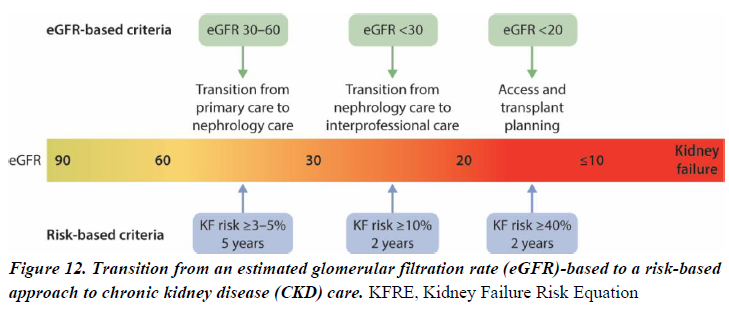 eGFR-based criteria
eGFR 30–60
eGFR <30
eGFR <20
Transition from
primary care to
nephrology care
Transition from
nephrology care to
interprofessional care
Access and
transplant
planning
eGFR
90
60
30
20
≤10
Kidney
failure
Risk-based criteria
KF risk ≥3–5%
5 years
KF risk ≥10%
2 years
KF risk ≥40%
2 years
Figure 12. Transition from an estimated glomerular filtration rate (eGFR)-based to a risk-based
approach to chronic kidney disease (CKD) care. KFRE, Kidney Failure Risk Equation